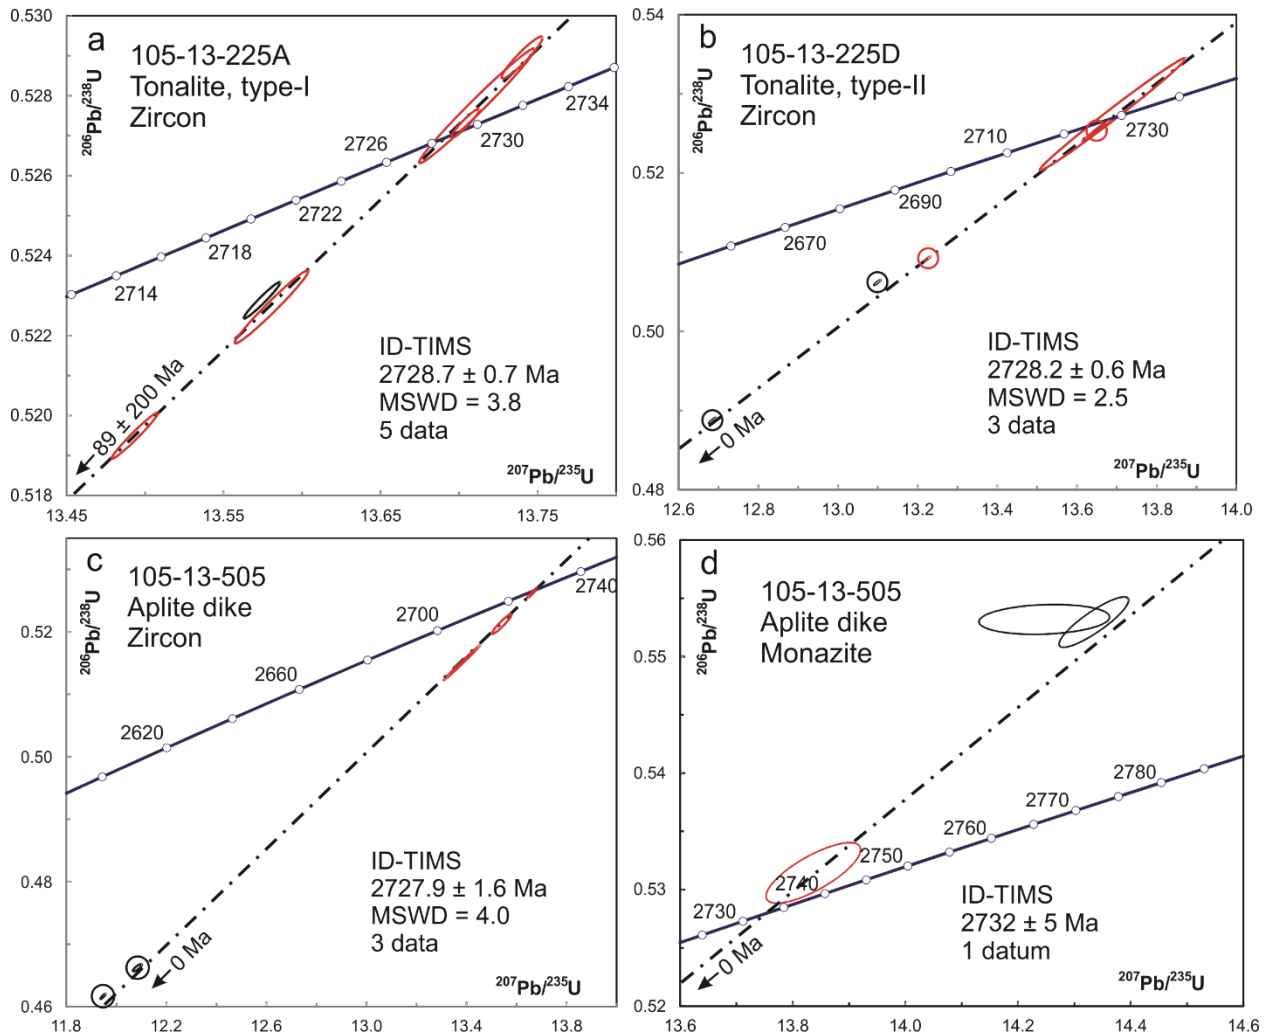 a
105-13-225A
Tonalite, type-I
Zircon
206Pb/238U
0.530
0.528
0.526
0.524
0.522
0.520
0.518
2734
2730
2726
2722
2718
2714
89 ± 200 Ma
ID-TIMS
2728.7 ± 0.7 Ma
MSWD = 3.8
5 data
207Pb/235U
13.45
13.55
13.65
13.75
b
105-13-225D
Tonalite, type-II
Zircon
206Pb/238U
0.54
0.52
0.50
0.48
2730
2710
2690
2670
0 Ma
ID-TIMS
2728.2 ± 0.6 Ma
MSWD = 2.5
3 data
207Pb/235U
12.6
12.8
13.0
13.2
13.4
13.6
13.8
14.0
c
105-13-505
Aplite dike
Zircon
206Pb/238U
0.52
0.50
0.48
0.46
2740
2700
2660
2620
0 Ma
ID-TIMS
2727.9 ± 1.6 Ma
MSWD = 4.0
3 data
207Pb/235U
11.8
12.2
12.6
13.0
13.4
13.8
d
105-13-505
Aplite dike
Monazite
206Pb/238U
0.56
0.55
0.54
0.53
0.52
2780
2770
2760
2750
2740
2730
0 Ma
ID-TIMS
2732 ± 5 Ma
1 datum
207Pb/235U
13.6
13.8
14.0
14.2
14.4
14.6